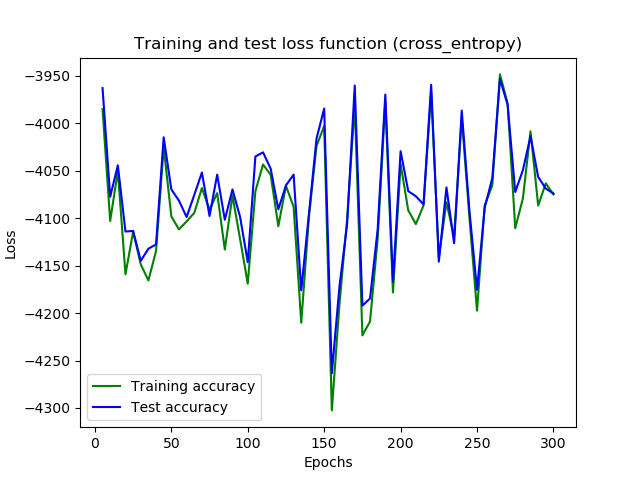 Training and test loss function (cross_entropy)
−3950
−4000
−4050
−4100
−4150
−4200
−4250
−4300
Loss
Training accuracy
Test accuracy
0 50 100 150 200 250 300
Epochs